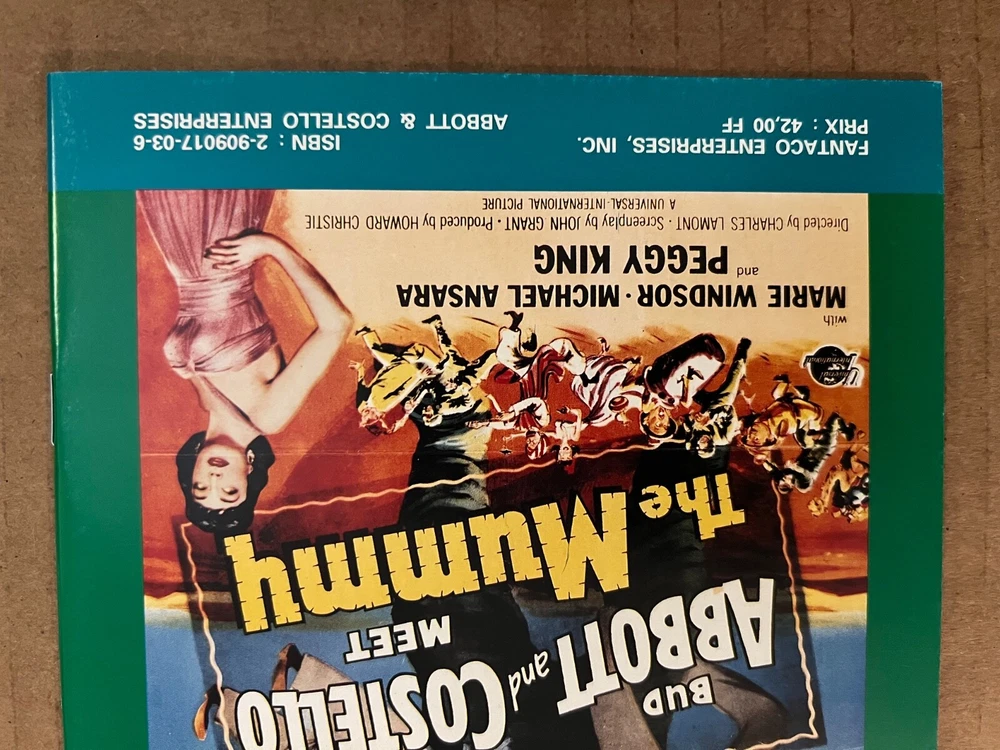 BUD
ABBOTT and COSTELLO
MEET
The Mummy
Universal International
with
MARIE WINDSOR · MICHAEL ANSARA
and PEGGY KING
Directed by CHARLES LAMONT · Screenplay by JOHN GRANT · Produced by HOWARD CHRISTIE
A UNIVERSAL-INTERNATIONAL PICTURE
FANTACO ENTERPRISES, INC. ISBN : 2-909017-03-6
PRIX : 42,00 FF ABBOTT & COSTELLO ENTERPRISES